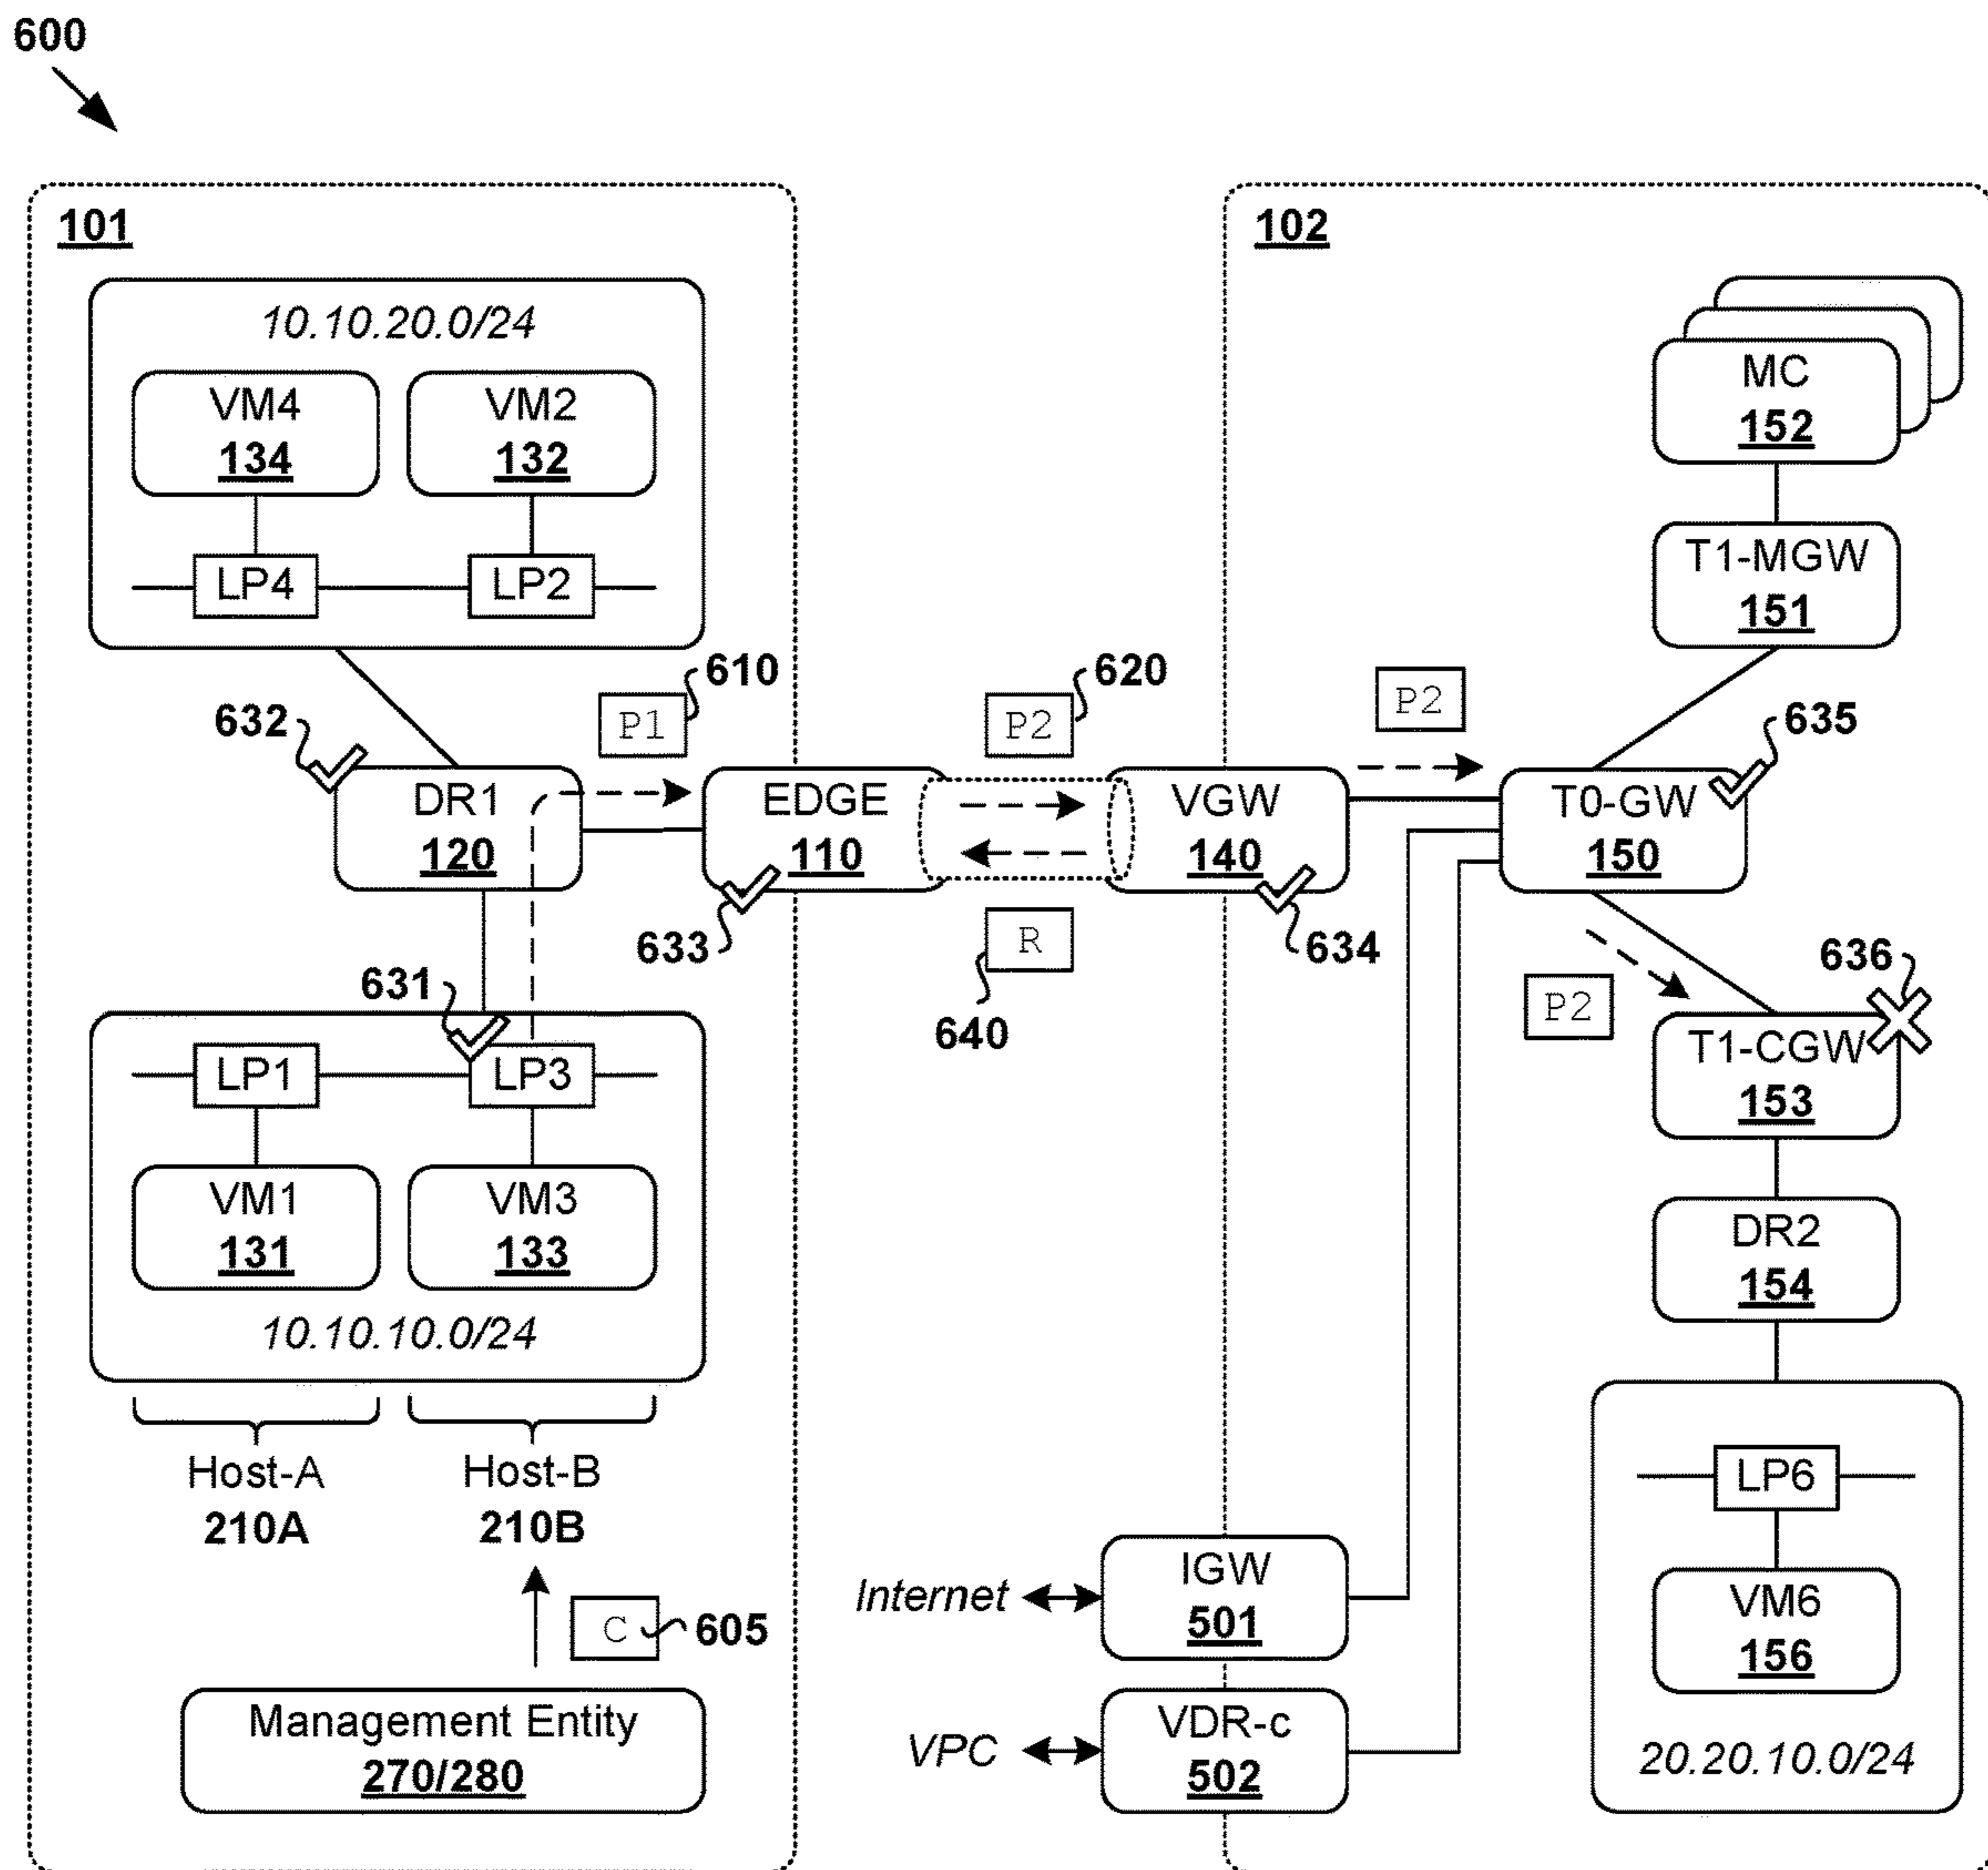 600
101
10.10.20.0/24
VM4
134
VM2
132
LP4
LP2
632
P1
610
DR1
120
EDGE
110
633
631
LP1
LP3
VM1
131
VM3
133
10.10.10.0/24
Host-A
210A
Host-B
210B
C
605
Management Entity
270/280
P2
620
R
640
102
VGW
140
634
P2
MC
152
T1-MGW
151
T0-GW
150
635
P2
636
T1-CGW
153
DR2
154
LP6
VM6
156
20.20.10.0/24
Internet
IGW
501
VPC
VDR-c
502